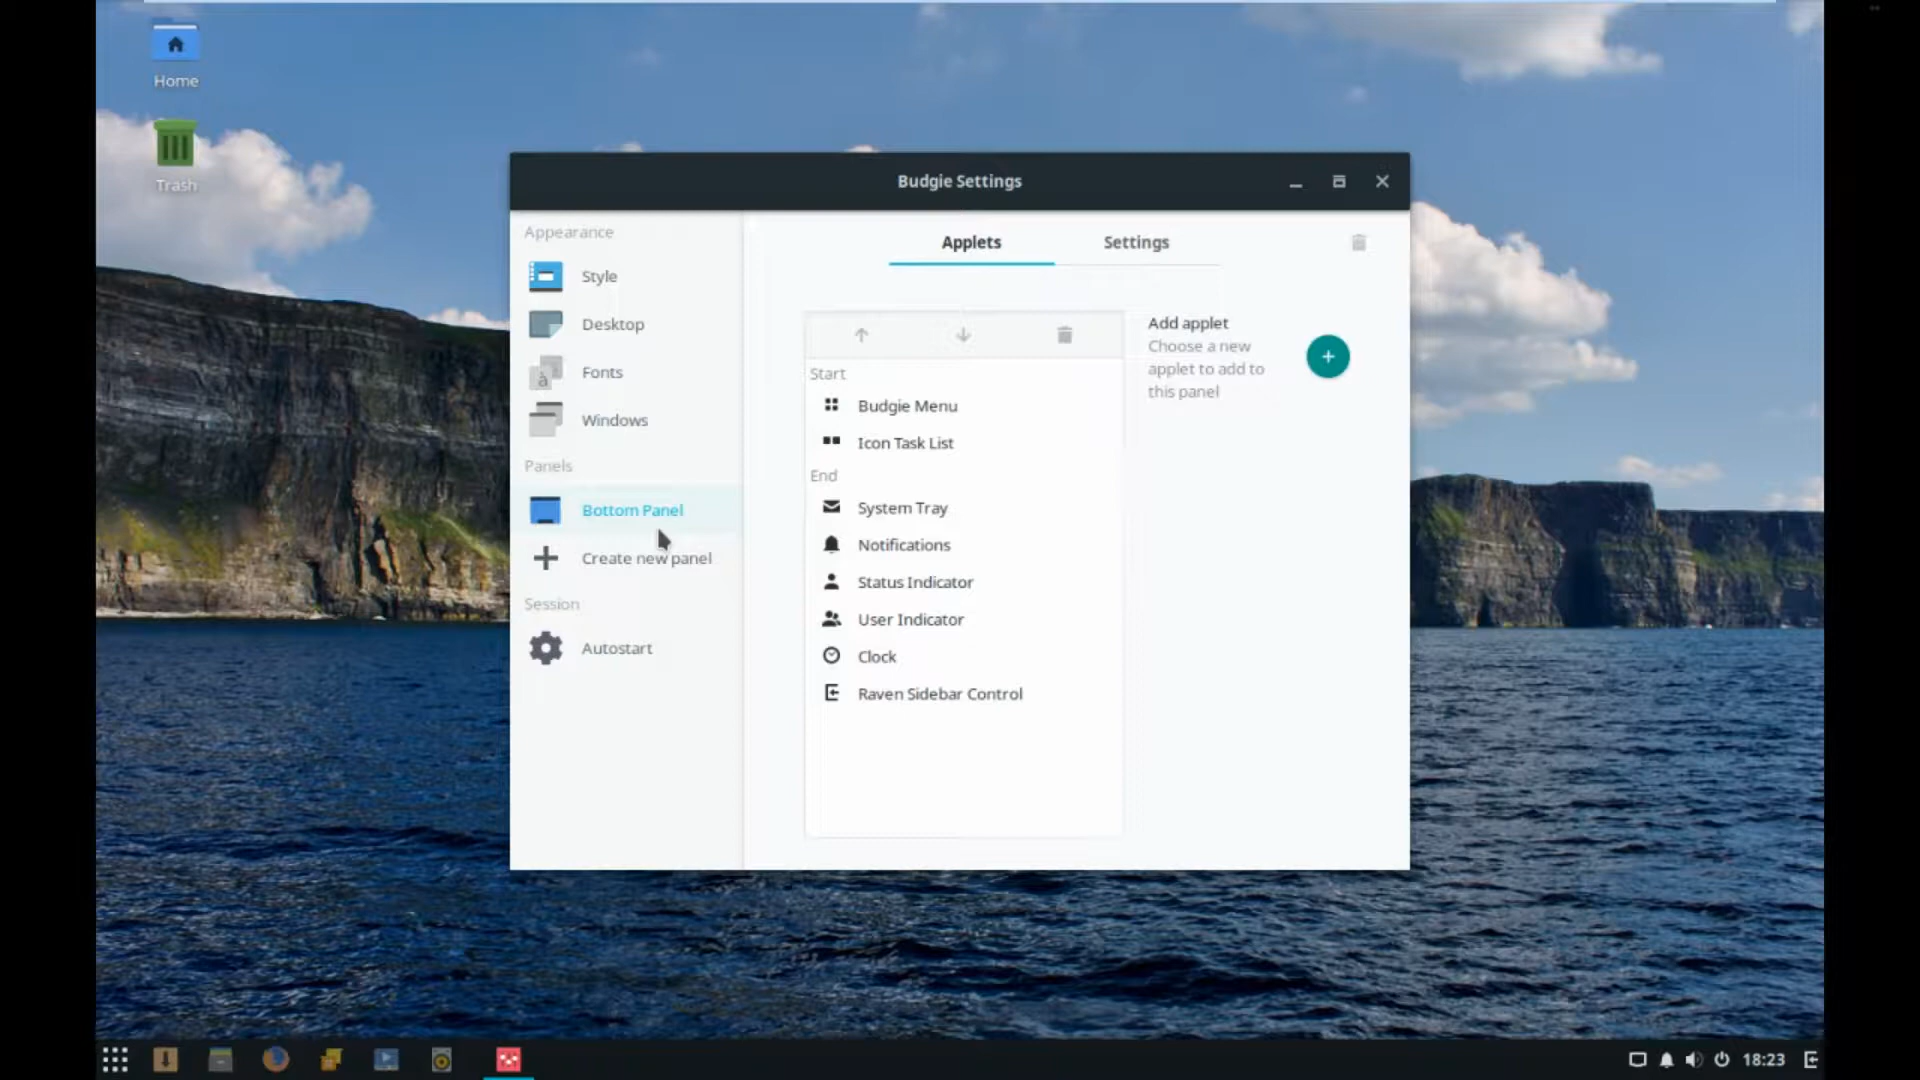 Home
Trash
Budgie Settings
Appearance
Style
Desktop
Fonts
Windows
Panels
Bottom Panel
Create new panel
Session
Autostart
Applets
Settings
Start
Budgie Menu
Icon Task List
End
System Tray
Notifications
Status Indicator
User Indicator
Clock
Raven Sidebar Control
Add applet
Choose a new
applet to add to
this panel
18:23